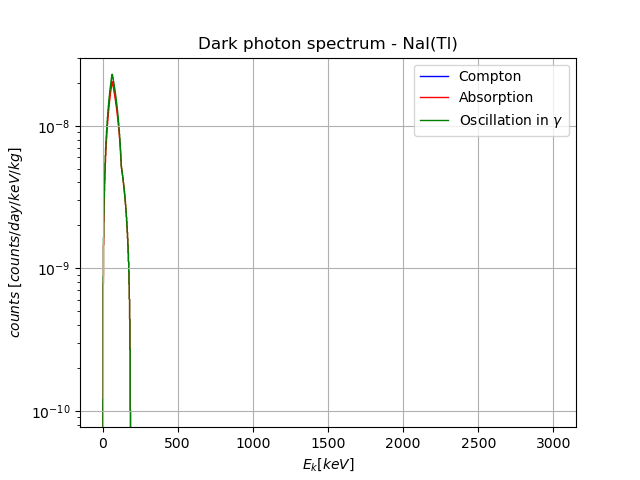 Dark photon spectrum - NaI(Tl)
Compton
Absorption
Oscillation in γ
10⁻⁸
10⁻⁹
10⁻¹⁰
counts [counts/day/keV/kg]
0 500 1000 1500 2000 2500 3000
E_k[keV]